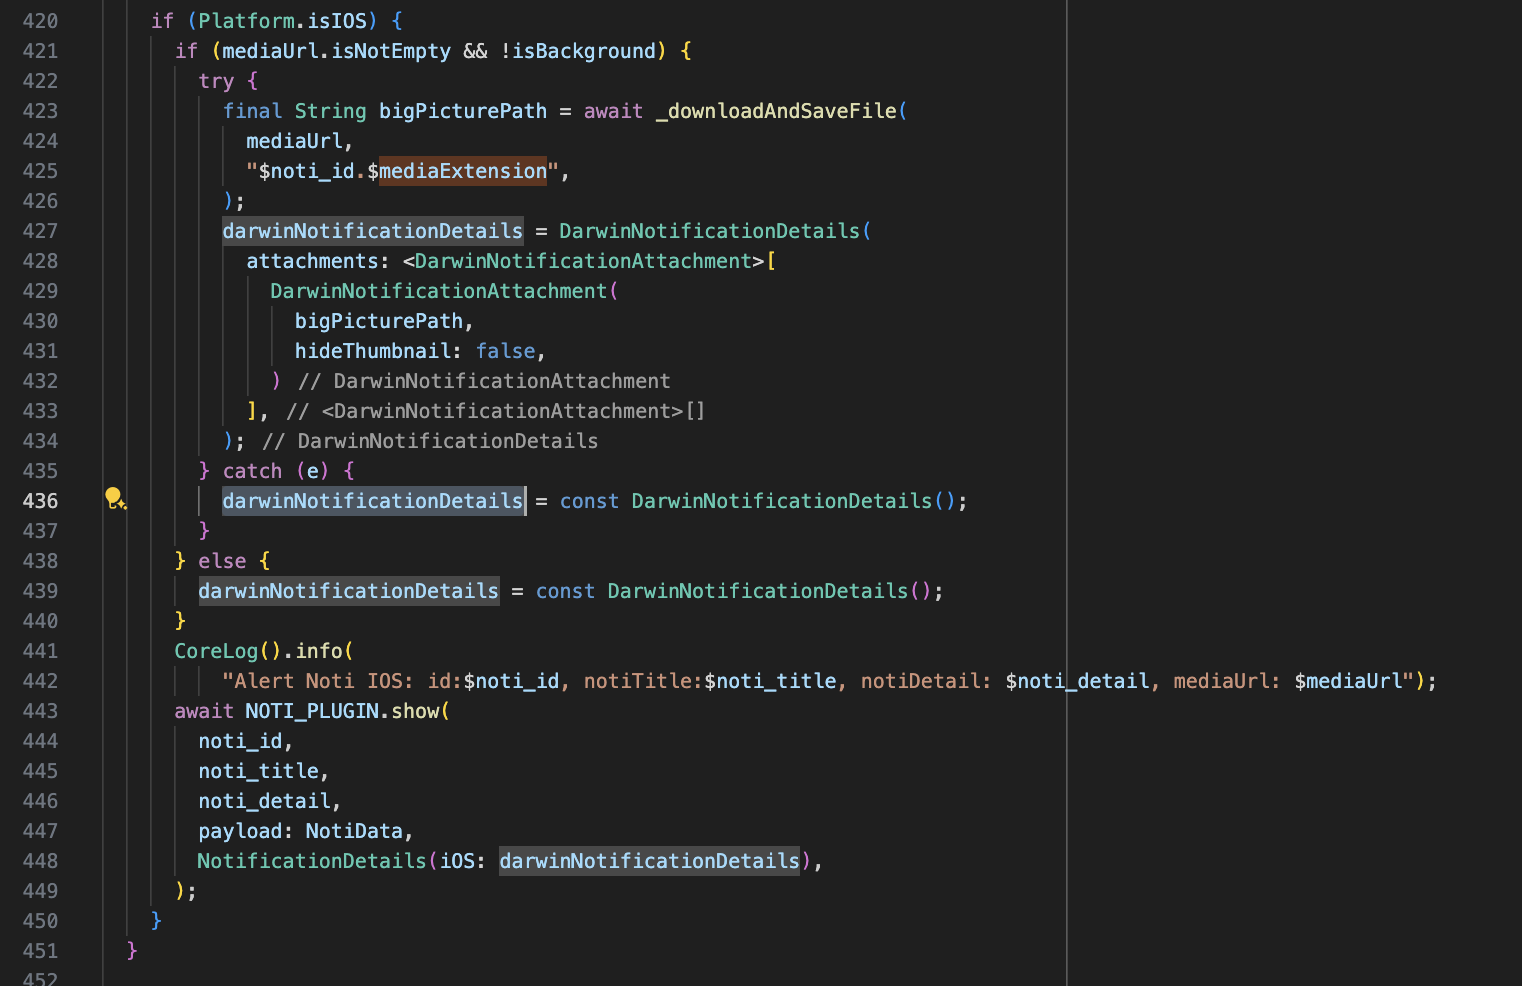 420 if (Platform.isIOS) {
421 if (mediaUrl.isNotEmpty && !isBackground) {
422 try {
423 final String bigPicturePath = await _downloadAndSaveFile(
424 mediaUrl,
425 "$noti_id.$mediaExtension",
426 );
427 darwinNotificationDetails = DarwinNotificationDetails(
428 attachments: <DarwinNotificationAttachment>[
429 DarwinNotificationAttachment(
430 bigPicturePath,
431 hideThumbnail: false,
432 ) // DarwinNotificationAttachment
433 ], // <DarwinNotificationAttachment>[]
434 ); // DarwinNotificationDetails
435 } catch (e) {
436 darwinNotificationDetails = const DarwinNotificationDetails();
437 }
438 } else {
439 darwinNotificationDetails = const DarwinNotificationDetails();
440 }
441 CoreLog().info(
442 "Alert Noti IOS: id:$noti_id, notiTitle:$noti_title, notiDetail: $noti_detail, mediaUrl: $mediaUrl");
443 await NOTI_PLUGIN.show(
444 noti_id,
445 noti_title,
446 noti_detail,
447 payload: NotiData,
448 NotificationDetails(iOS: darwinNotificationDetails),
449 );
450 }
451 }
452